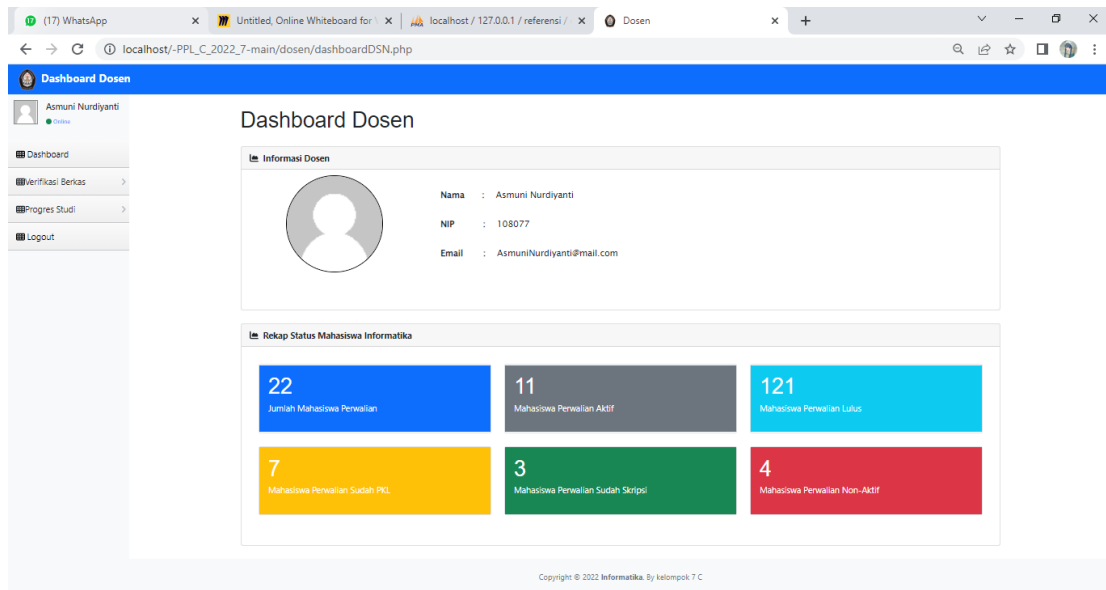 (17) WhatsApp
Untitled, Online Whiteboard for
localhost / 127.0.0.1 / referensi /
Dosen
localhost/-PPL_C_2022_7-main/dosen/dashboardDSN.php
Dashboard Dosen
Asmuni Nurdiyanti
Online
Dashboard
Verifikasi Berkas
Progres Studi
Logout
Dashboard Dosen
Informasi Dosen
Nama : Asmuni Nurdiyanti
NIP : 108077
Email : AsmuniNurdiyanti@mail.com
Rekap Status Mahasiswa Informatika
22
Jumlah Mahasiswa Perwalian
11
Mahasiswa Perwalian Aktif
121
Mahasiswa Perwalian Lulus
7
Mahasiswa Perwalian Sudah PKL
3
Mahasiswa Perwalian Sudah Skripsi
4
Mahasiswa Perwalian Non-Aktif
Copyright © 2022 Informatika. By kelompok 7 C